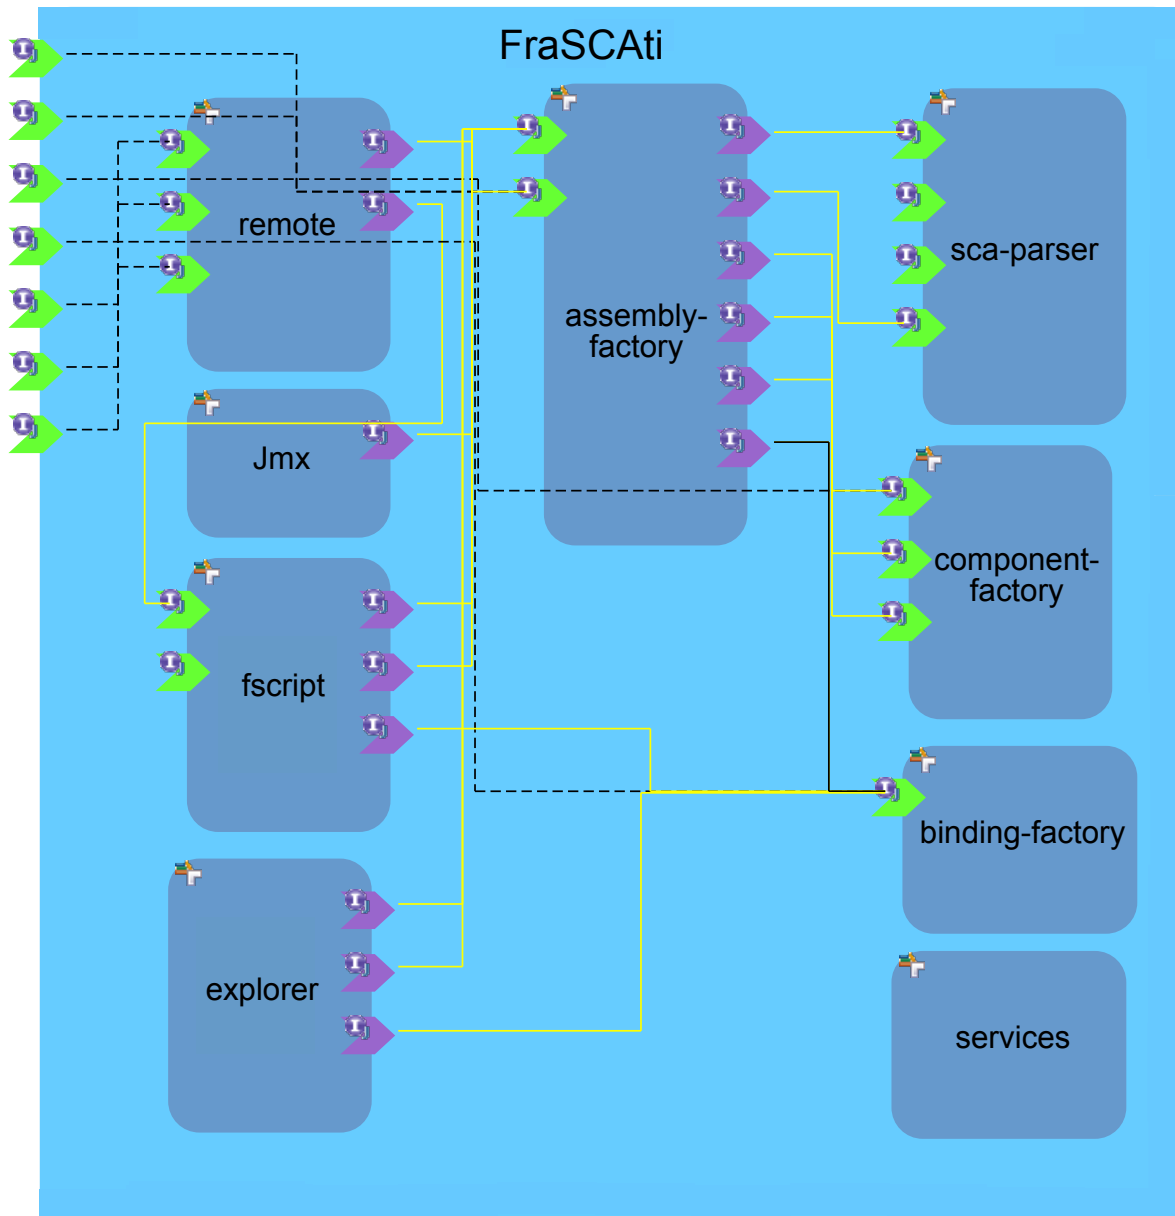 FraSCAti
remote
sca-parser
assembly-
factory
Jmx
component-
factory
fscript
binding-factory
explorer
services